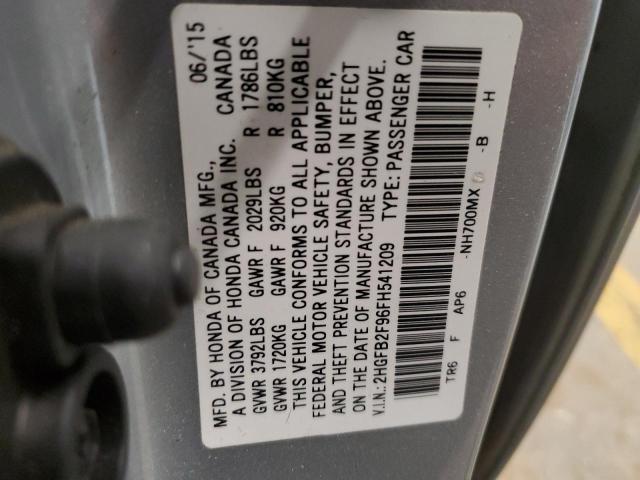 MFD. BY HONDA OF CANADA MFG., 06/'15
A DIVISION OF HONDA CANADA INC. CANADA
GVWR 3792LBS GAWR F 2029LBS R 1786LBS
GVWR 1720KG GAWR F 920KG R 810KG
THIS VEHICLE CONFORMS TO ALL APPLICABLE
FEDERAL MOTOR VEHICLE SAFETY, BUMPER,
AND THEFT PREVENTION STANDARDS IN EFFECT
ON THE DATE OF MANUFACTURE SHOWN ABOVE.
V.I.N.: 2HGFB2F96FH541209 TYPE: PASSENGER CAR
TR6 F AP6 -NH700MX -B -H